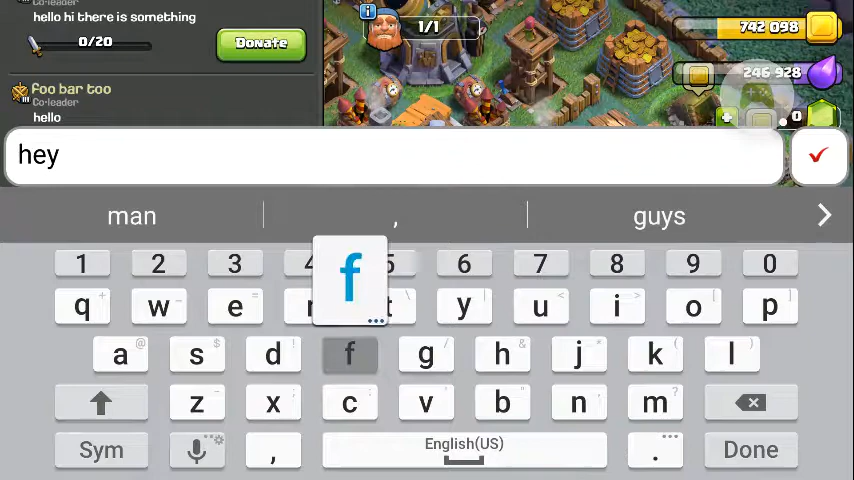 hello hi there is something
0/20
Donate
i
1/1
742 098
246 928
foo bar too
Co-leader
hello
0
hey
man , guys
1 2 3 4 5 6 7 8 9 0
f
q w e t y u i o p
a s d f g h j k l
z x c v b n m
Sym , English(US) . Done